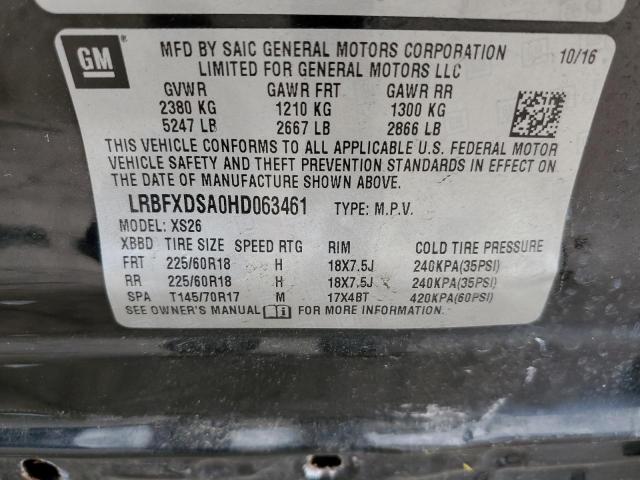 GM
MFD BY SAIC GENERAL MOTORS CORPORATION 10/16
LIMITED FOR GENERAL MOTORS LLC
GVWR GAWR FRT GAWR RR
2380 KG 1210 KG 1300 KG
5247 LB 2667 LB 2866 LB
THIS VEHICLE CONFORMS TO ALL APPLICABLE U.S. FEDERAL MOTOR
VEHICLE SAFETY AND THEFT PREVENTION STANDARDS IN EFFECT ON
THE DATE OF MANUFACTURE SHOWN ABOVE.
LRBFXDSA0HD063461 TYPE: M.P.V.
MODEL: XS26
XBBD TIRE SIZE SPEED RTG RIM COLD TIRE PRESSURE
FRT 225/60R18 H 18X7.5J 240KPA(35PSI)
RR 225/60R18 H 18X7.5J 240KPA(35PSI)
SPA T145/70R17 M 17X4BT 420KPA(60PSI)
SEE OWNER'S MANUAL FOR MORE INFORMATION